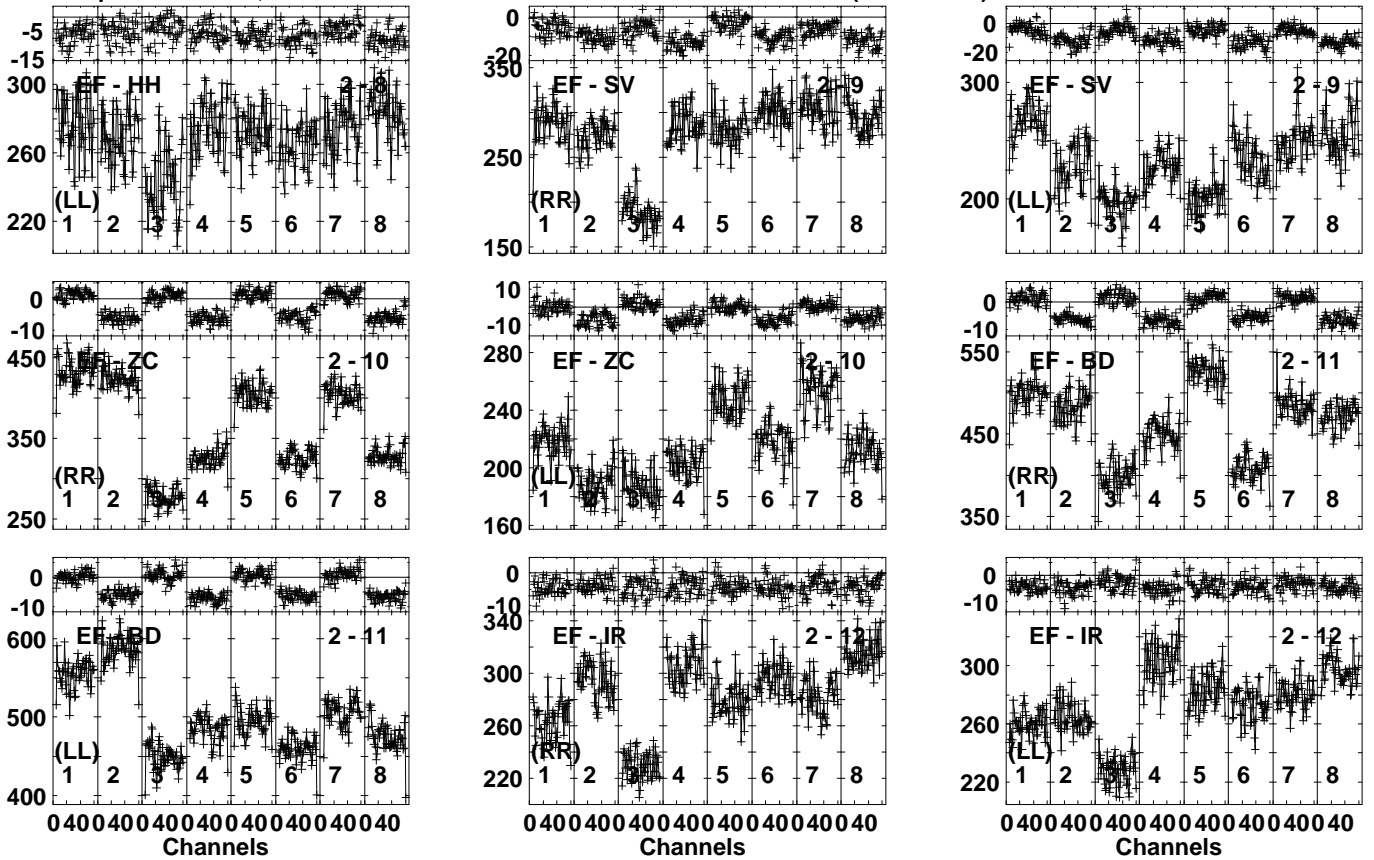 -5
-15
300
EF - HH 2 - 8
260
(LL)
220
1 2 3 4 5 6 7 8
0
-20
350
EF - SV 2 - 9
250
(RR)
1 2 3 4 5 6 7 8
150
0
-20
300
EF - SV 2 - 9
200
(LL)
1 2 3 4 5 6 7 8
0
-10
450
EF - ZC 2 - 10
350
(RR)
1 2 3 4 5 6 7 8
250
10
-10
280
EF - ZC 2 - 10
240
200
(LL)
1 2 3 4 5 6 7 8
160
0
-10
550
EF - BD 2 - 11
450
(RR)
1 2 3 4 5 6 7 8
350
0
-10
600
EF - BD 2 - 11
500
(LL)
1 2 3 4 5 6 7 8
400
0 40 0 40 0 40 0 40 0 40 0 40 0 40 0 40
Channels
0
-10
340
EF - IR 2 - 12
300
260
(RR)
220
1 2 3 4 5 6 7 8
0 40 0 40 0 40 0 40 0 40 0 40 0 40 0 40
Channels
0
-10
EF - IR 2 - 12
300
260
(LL)
220
1 2 3 4 5 6 7 8
0 40 0 40 0 40 0 40 0 40 0 40 0 40 0 40
Channels